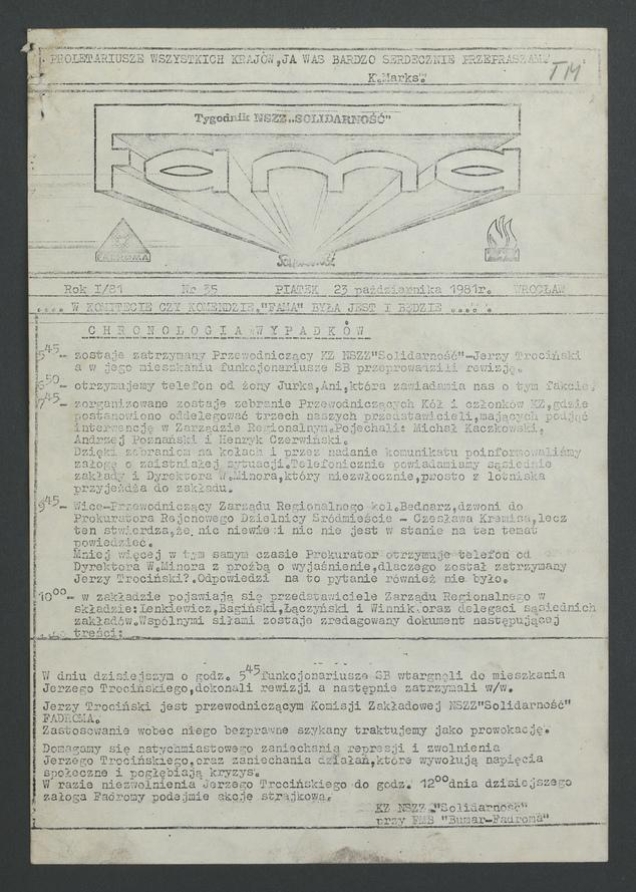 PROLETARIUSZE WSZYSTKICH KRAJÓW,JA WAS BARDZO SERDECZNIE PRZEPRASZAM.
K.Marks.
TM
Tygodnik NSZZ„SOLIDARNOŚĆ"
fama
FADROMA
Solidarność
Rok I/81 Nr 35 PIĄTEK 23 października 1981r. WROCŁAW
.... W KOMITECIE CZY KOMENDZIE,"FAMA" BYŁA JEST I BĘDZIE .....
CHRONOLOGIA WYPADKÓW
5⁴⁵– zostaje zatrzymany Przewodniczący KZ NSZZ"Solidarność"–Jerzy Trociński
a w jego mieszkaniu funkcjonariusze SB przeprowadzili rewizję.
6⁵⁰– otrzymujemy telefon od żony Jurka,Ani,która zawiadamia nas o tym fakcie.
7⁴⁵– zorganizowane zostaje zebranie Przewodniczących Kół i członków KZ,gdzie
postanowiono oddelegować trzech naszych przedstawicieli,mających podjąć
interwencję w Zarządzie Regionalnym.Pojechali: Michał Kaczkowski,
Andrzej Poznański i Henryk Czerwiński.
Dzięki zebraniom na kołach i przez nadanie komunikatu poinformowaliśmy
załogę o zaistniałej sytuacji.Telefonicznie powiadamiamy sąsiednie
zakłady i Dyrektora W.Minora,który niezwłocznie,prosto z lotniska
przyjeżdża do zakładu.
9⁴⁵– Wice-Przewodniczący Zarządu Regionalnego kol.Bednarz,dzwoni do
Prokuratora Rejonowego Dzielnicy Śródmieście – Czesława Kremisa,lecz
ten stwierdza,że nic niewie i nic nie jest w stanie na ten temat
powiedzieć.
Mniej więcej w tym samym czasie Prokurator otrzymuje telefon od
Dyrektora W.Minora z prośbą o wyjaśnienie,dlaczego został zatrzymany
Jerzy Trociński?.Odpowiedzi na to pytanie również nie było.
10⁰⁰– w zakładzie pojawiają się przedstawiciele Zarządu Regionalnego w
składzie:Lenkiewicz,Bagiński,Łączyński i Winnik oraz delegaci sąsiednich
zakładów.Wspólnymi siłami zostaje zredagowany dokument następującej
treści:
W dniu dzisiejszym o godz. 5⁴⁵funkcjonariusze SB wtargnęli do mieszkania
Jerzego Trocińskiego,dokonali rewizji a następnie zatrzymali w/w.
Jerzy Trociński jest przewodniczącym Komisji Zakładowej NSZZ"Solidarność"
FADROMA.
Zastosowanie wobec niego bezprawne szykany traktujemy jako prowokację.
Domagamy się natychmiastowego zaniechania represji i zwolnienia
Jerzego Trocińskiego,oraz zaniechania działań,które wywołują napięcia
społeczne i pogłębiają kryzys.
W razie niezwolnienia Jerzego Trocińskiego do godz. 12⁰⁰dnia dzisiejszego
załoga Fadromy podejmie akcję strajkową.
KZ NSZZ "Solidarność"
przy FMB "Bumar-Fadroma"